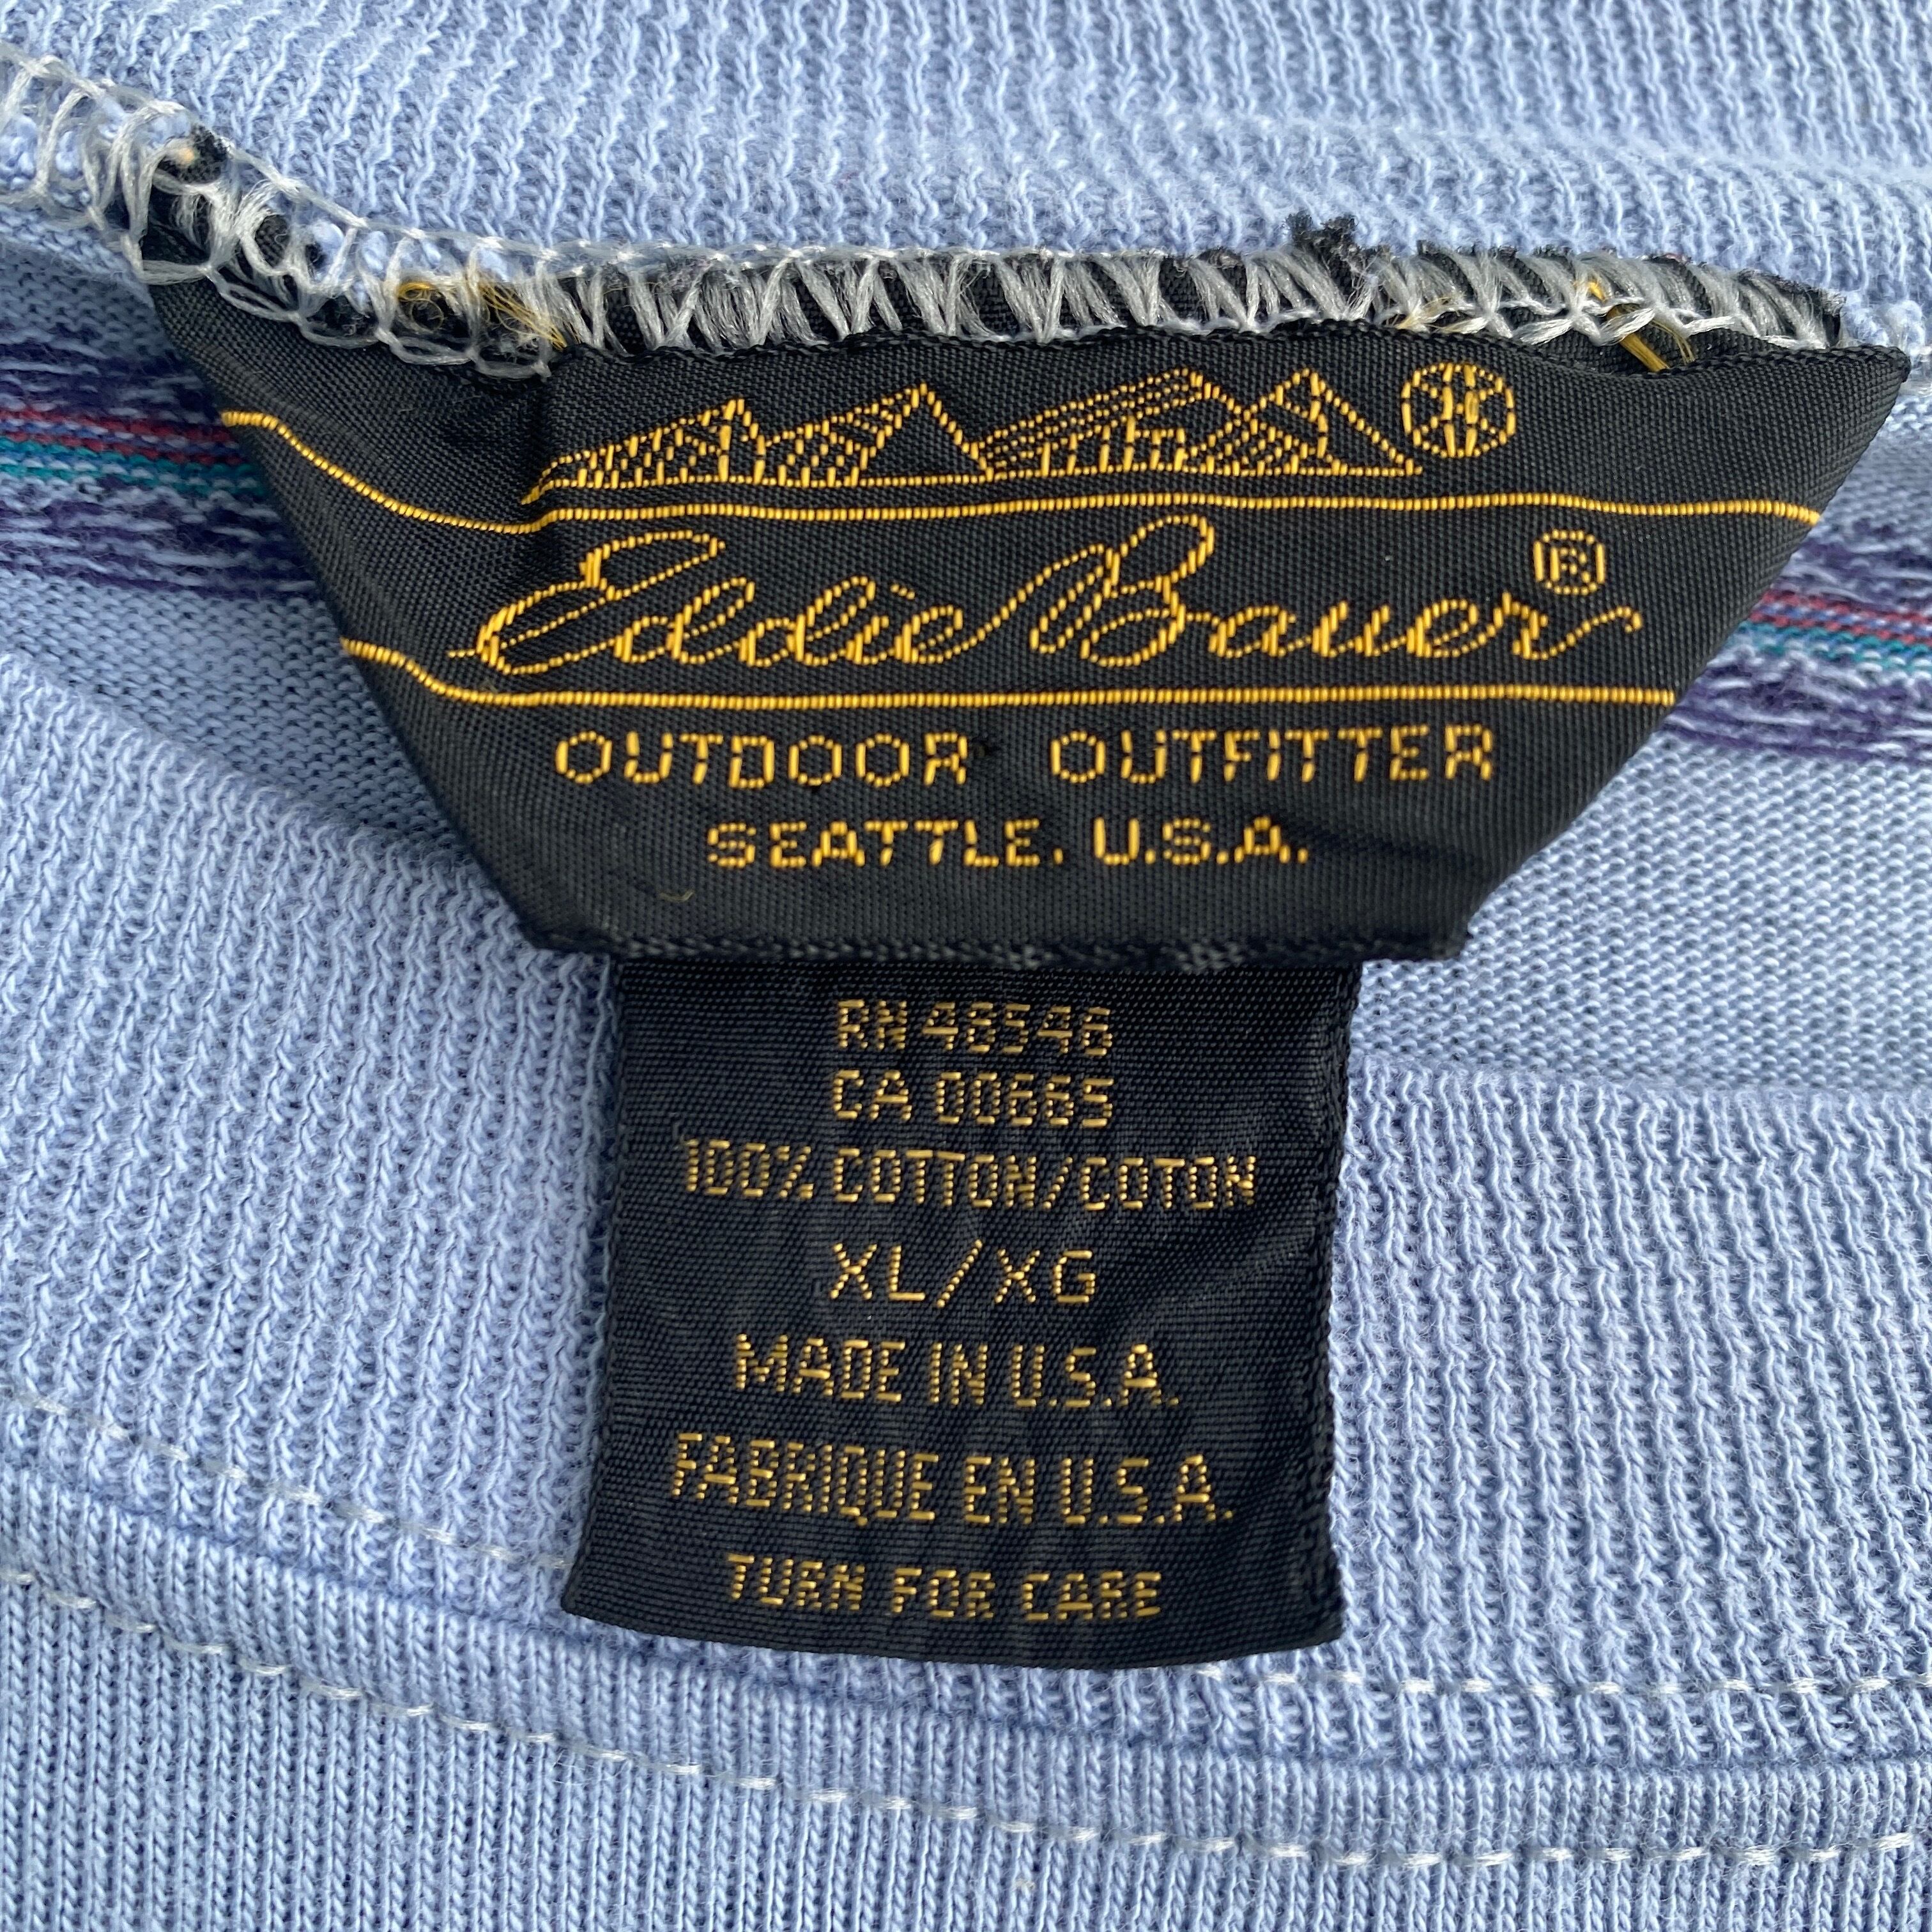 Eddie Bauer®
OUTDOOR OUTFITTER
SEATTLE, U.S.A.
RN 46546
CA 00665
100% COTTON/COTON
XL/XG
MADE IN U.S.A.
FABRIQUE EN U.S.A.
TURN FOR CARE